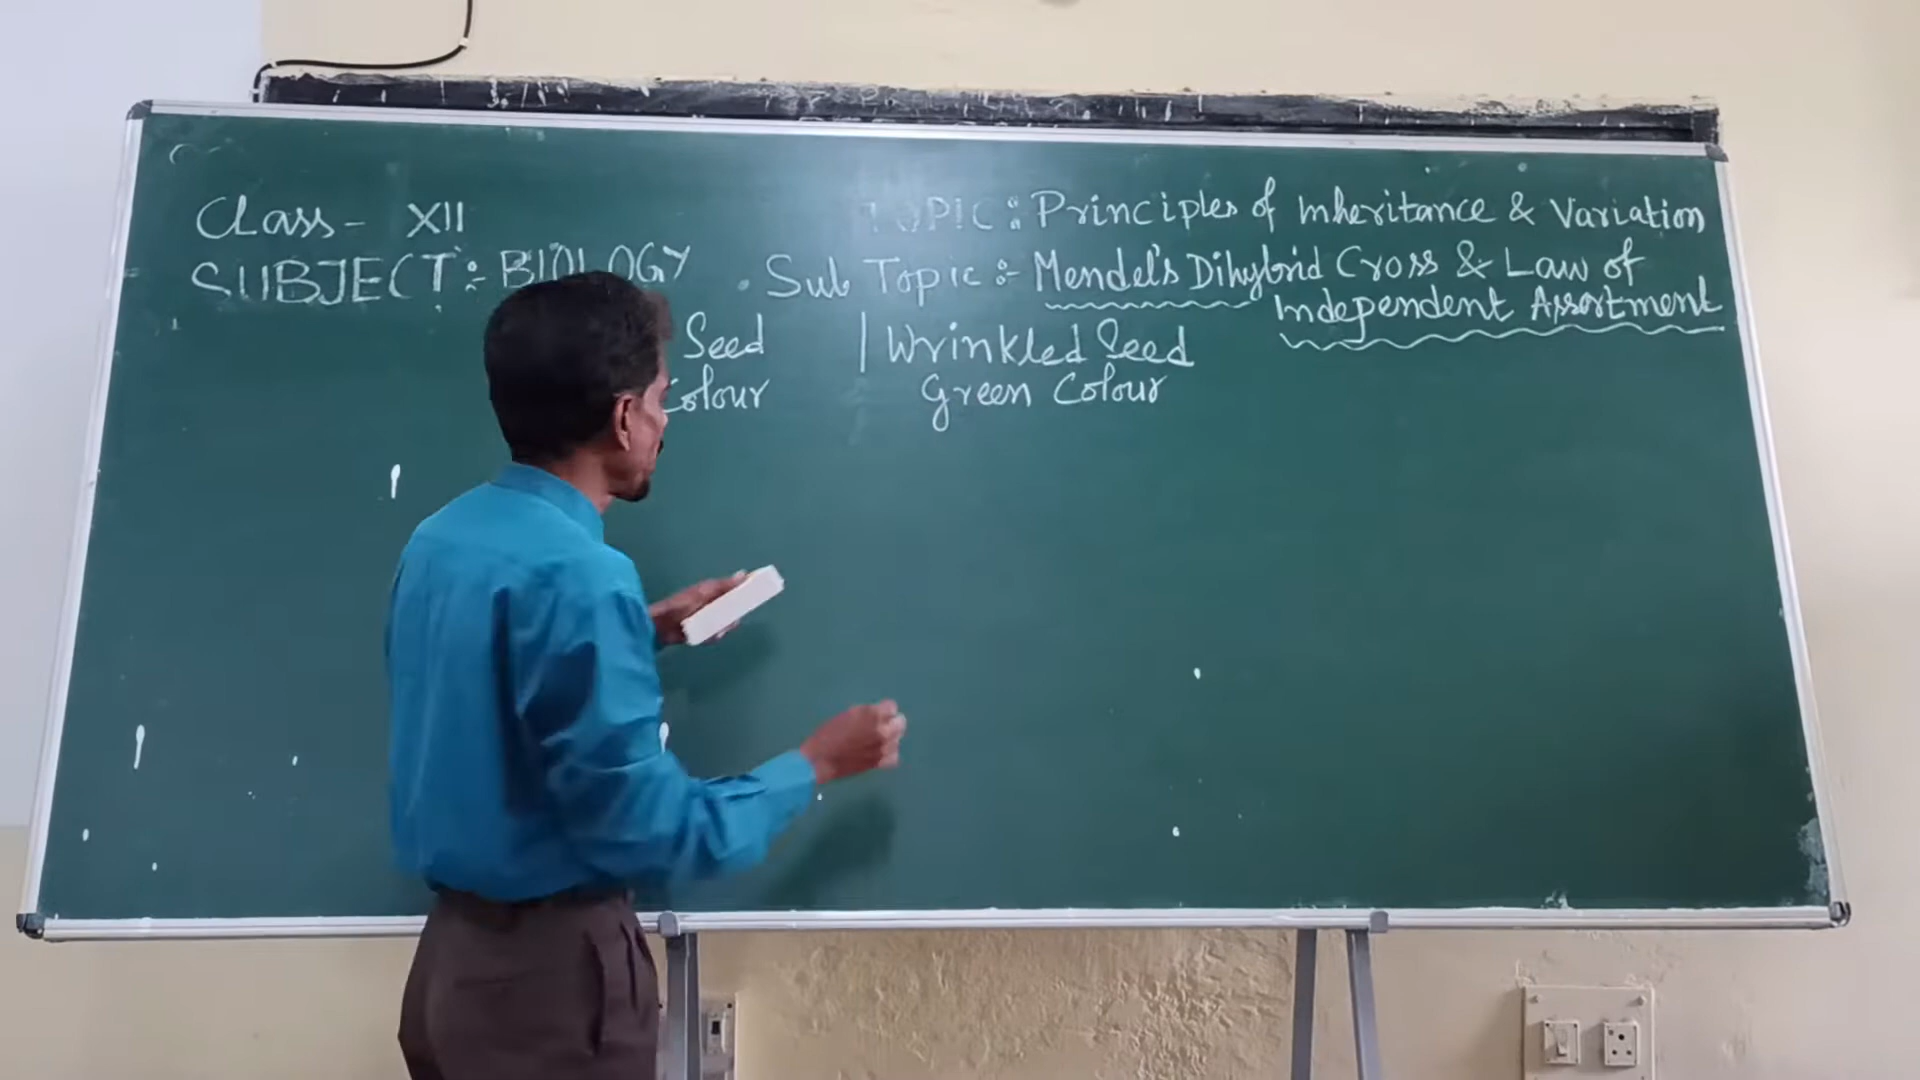 Class - XII
TOPIC : Principles of Inheritance & Variation
SUBJECT :- BIOLOGY
Sub Topic :- Mendel's Dihybrid Cross & Law of
Independent Assortment
Seed | Wrinkled Seed
Colour Green Colour